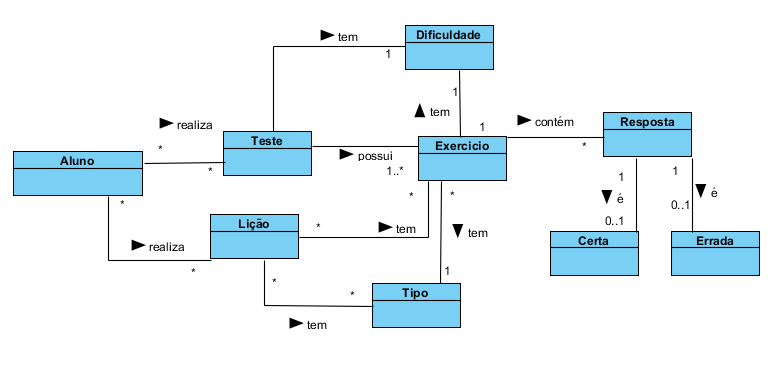 Dificuldade
tem
1
1
tem
1
contém
*
Resposta
realiza
*
*
Teste
possui
1..*
Exercicio
Aluno
*
*
*
1
é
0..1
1
é
0..1
Lição
*
tem
tem
1
realiza
*
Certa
Errada
*
*
tem
Tipo